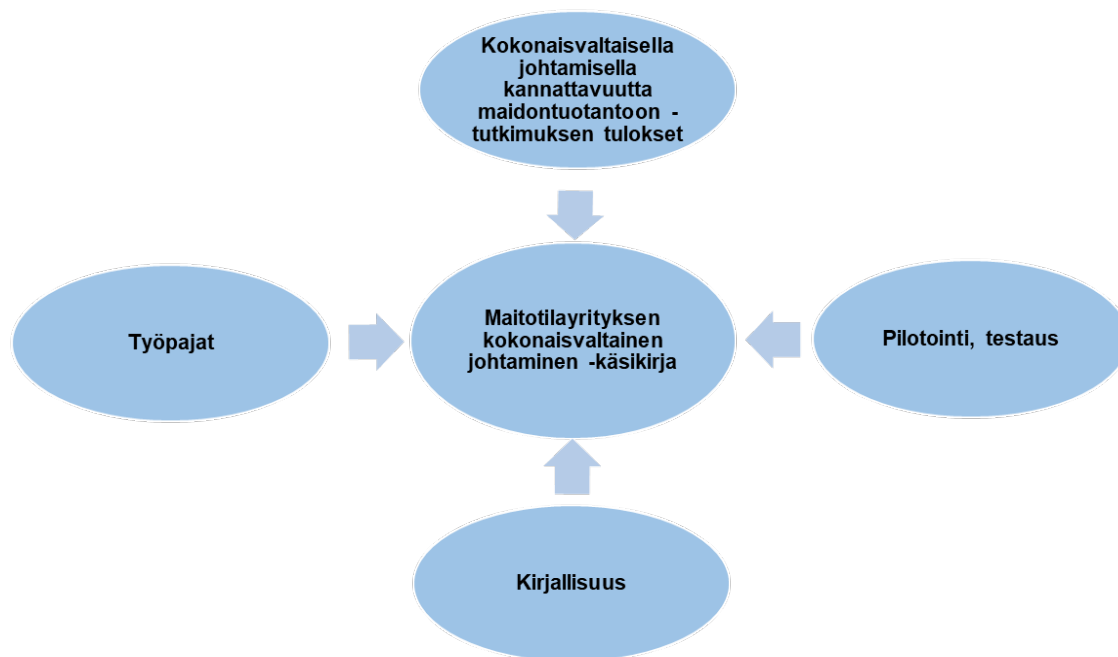 Kokonaisvaltaisella
johtamisella
kannattavuutta
maidontuotantoon -
tutkimuksen tulokset
Työpajat
Maitotilayrityksen
kokonaisvaltainen
johtaminen -käsikirja
Pilotointi, testaus
Kirjallisuus